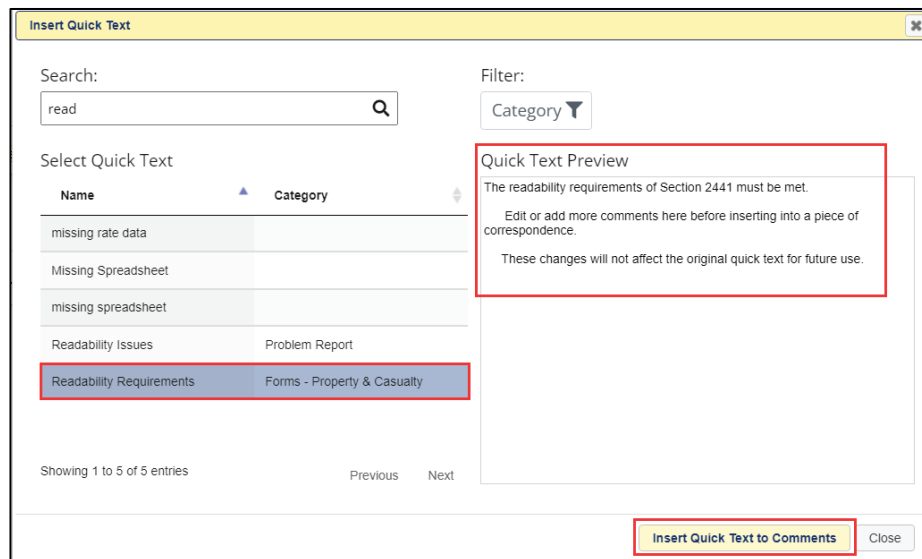 Insert Quick Text
Search:
Filter:
read
Category
Select Quick Text
Quick Text Preview
Name
Category
The readability requirements of Section 2441 must be met.
Edit or add more comments here before inserting into a piece of
correspondence.
These changes will not affect the original quick text for future use.
missing rate data
Missing Spreadsheet
missing spreadsheet
Readability Issues
Problem Report
Readability Requirements
Forms - Property & Casualty
Showing 1 to 5 of 5 entries
Previous
Next
Insert Quick Text to Comments
Close